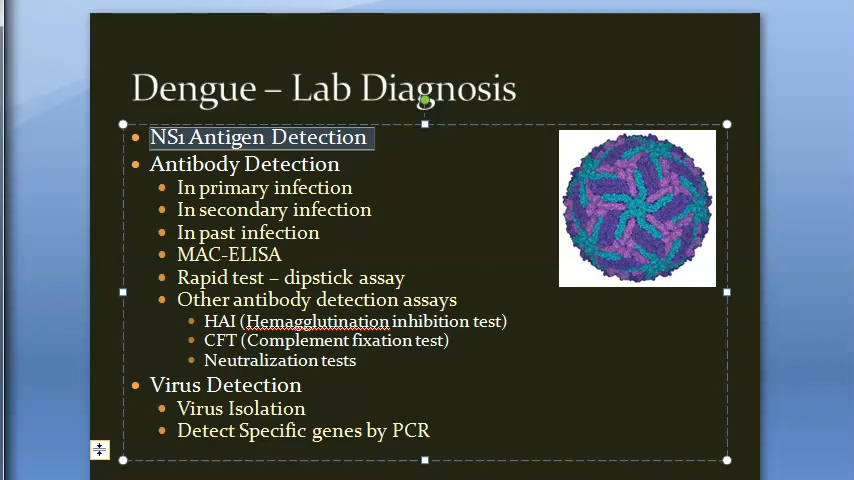 Dengue – Lab Diagnosis
NS1 Antigen Detection
Antibody Detection
In primary infection
In secondary infection
In past infection
MAC-ELISA
Rapid test – dipstick assay
Other antibody detection assays
HAI (Hemagglutination inhibition test)
CFT (Complement fixation test)
Neutralization tests
Virus Detection
Virus Isolation
Detect Specific genes by PCR